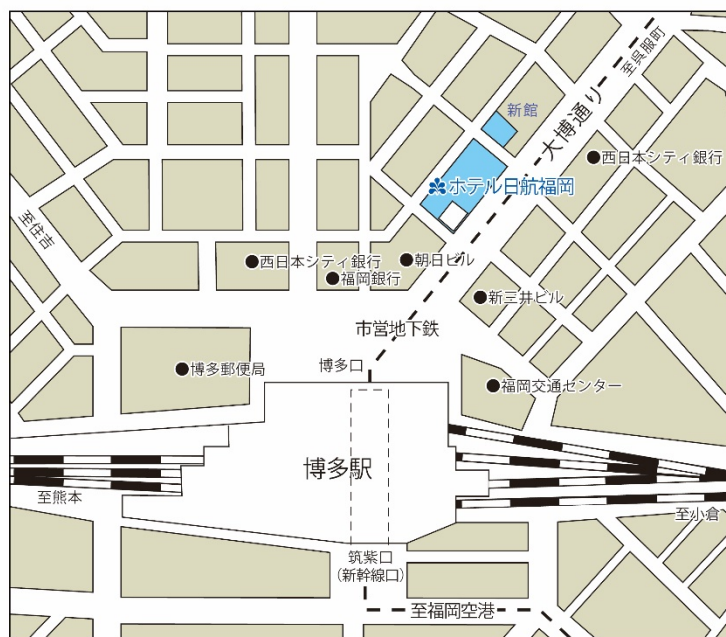 至呉服町
大博通り
新館
西日本シティ銀行
ホテル日航福岡
至住吉
西日本シティ銀行
朝日ビル
福岡銀行
新三井ビル
市営地下鉄
博多口
博多郵便局
福岡交通センター
博多駅
至熊本
至小倉
筑紫口
(新幹線口)
至福岡空港